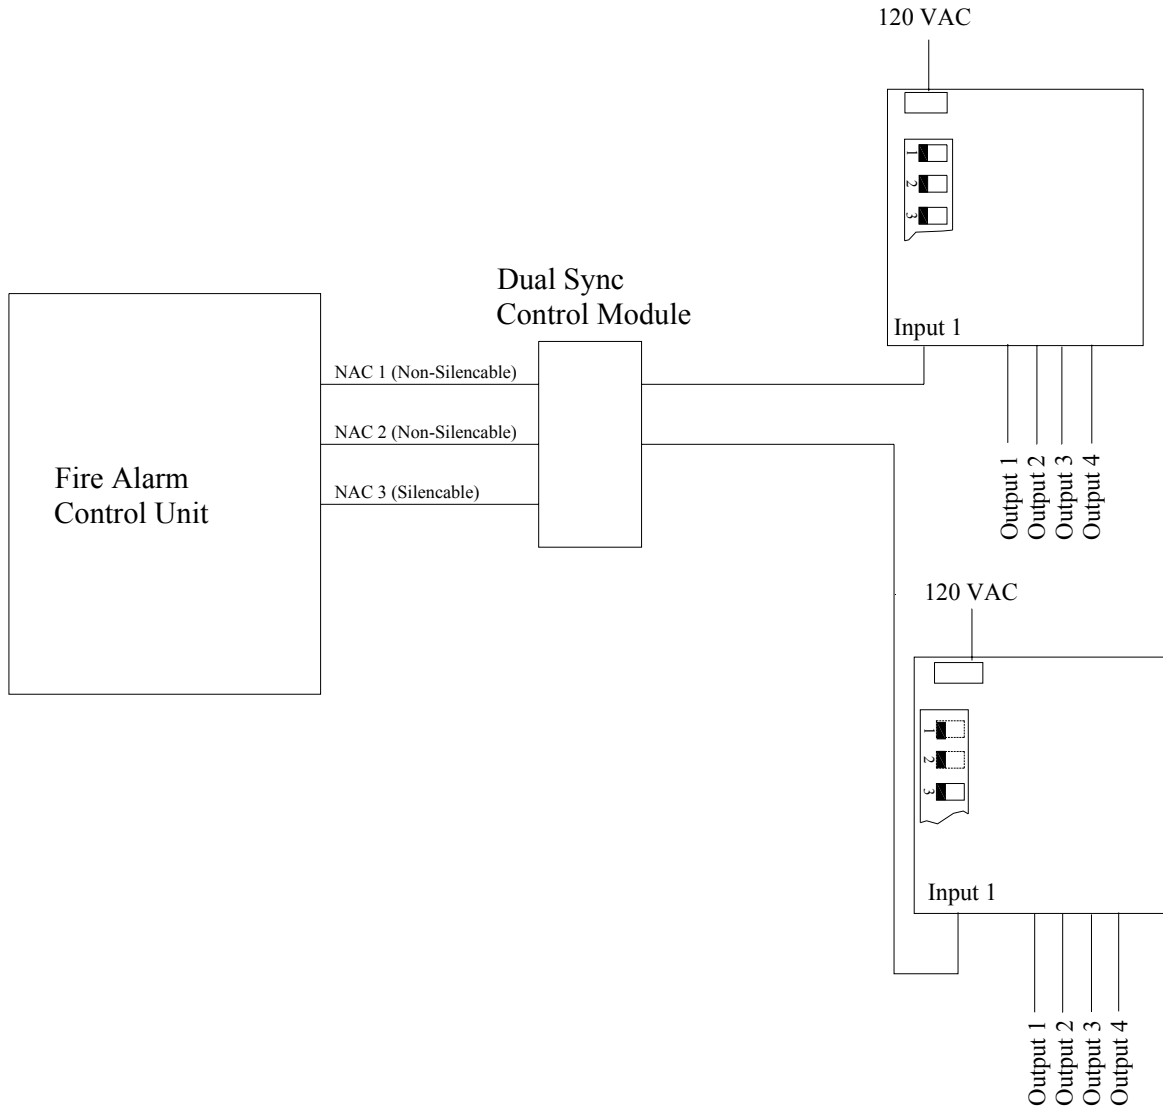 120 VAC
1
2
3
Input 1
Output 1
Output 2
Output 3
Output 4
Dual Sync
Control Module
NAC 1 (Non-Silencable)
NAC 2 (Non-Silencable)
NAC 3 (Silencable)
Fire Alarm
Control Unit
120 VAC
1
2
3
Input 1
Output 1
Output 2
Output 3
Output 4